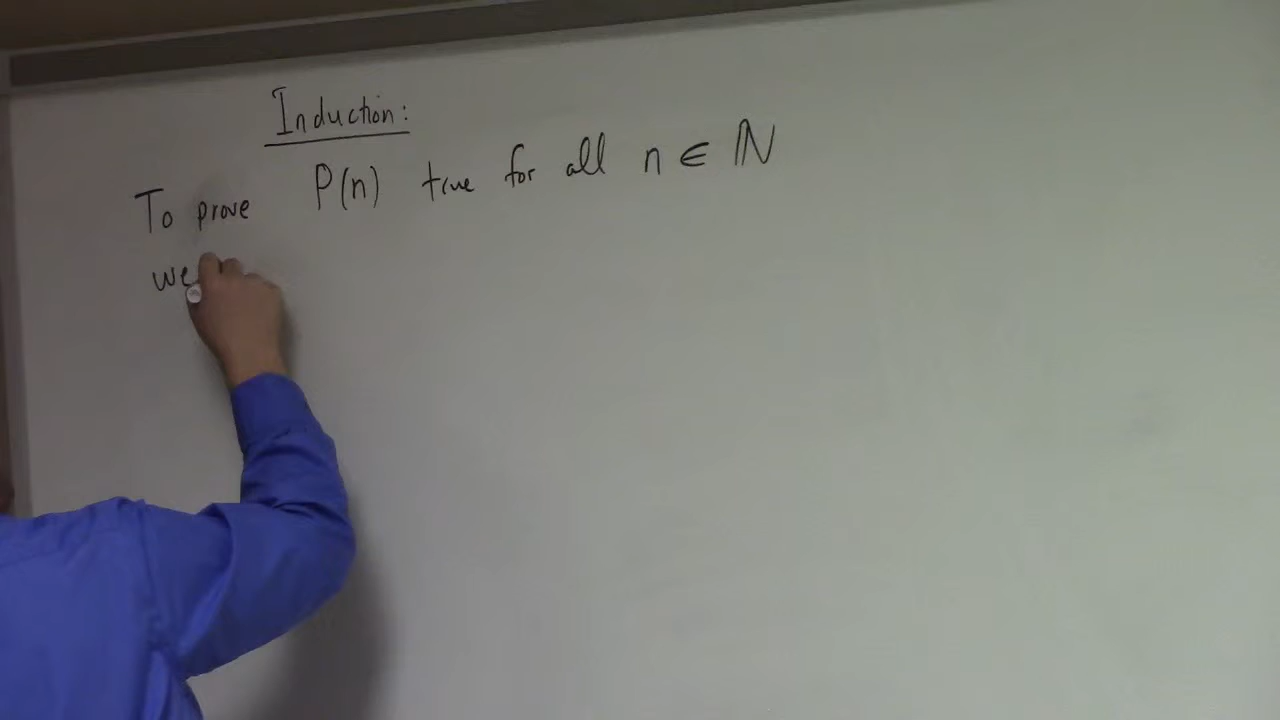 Induction:
To prove P(n) true for all n ∈ ℕ
we